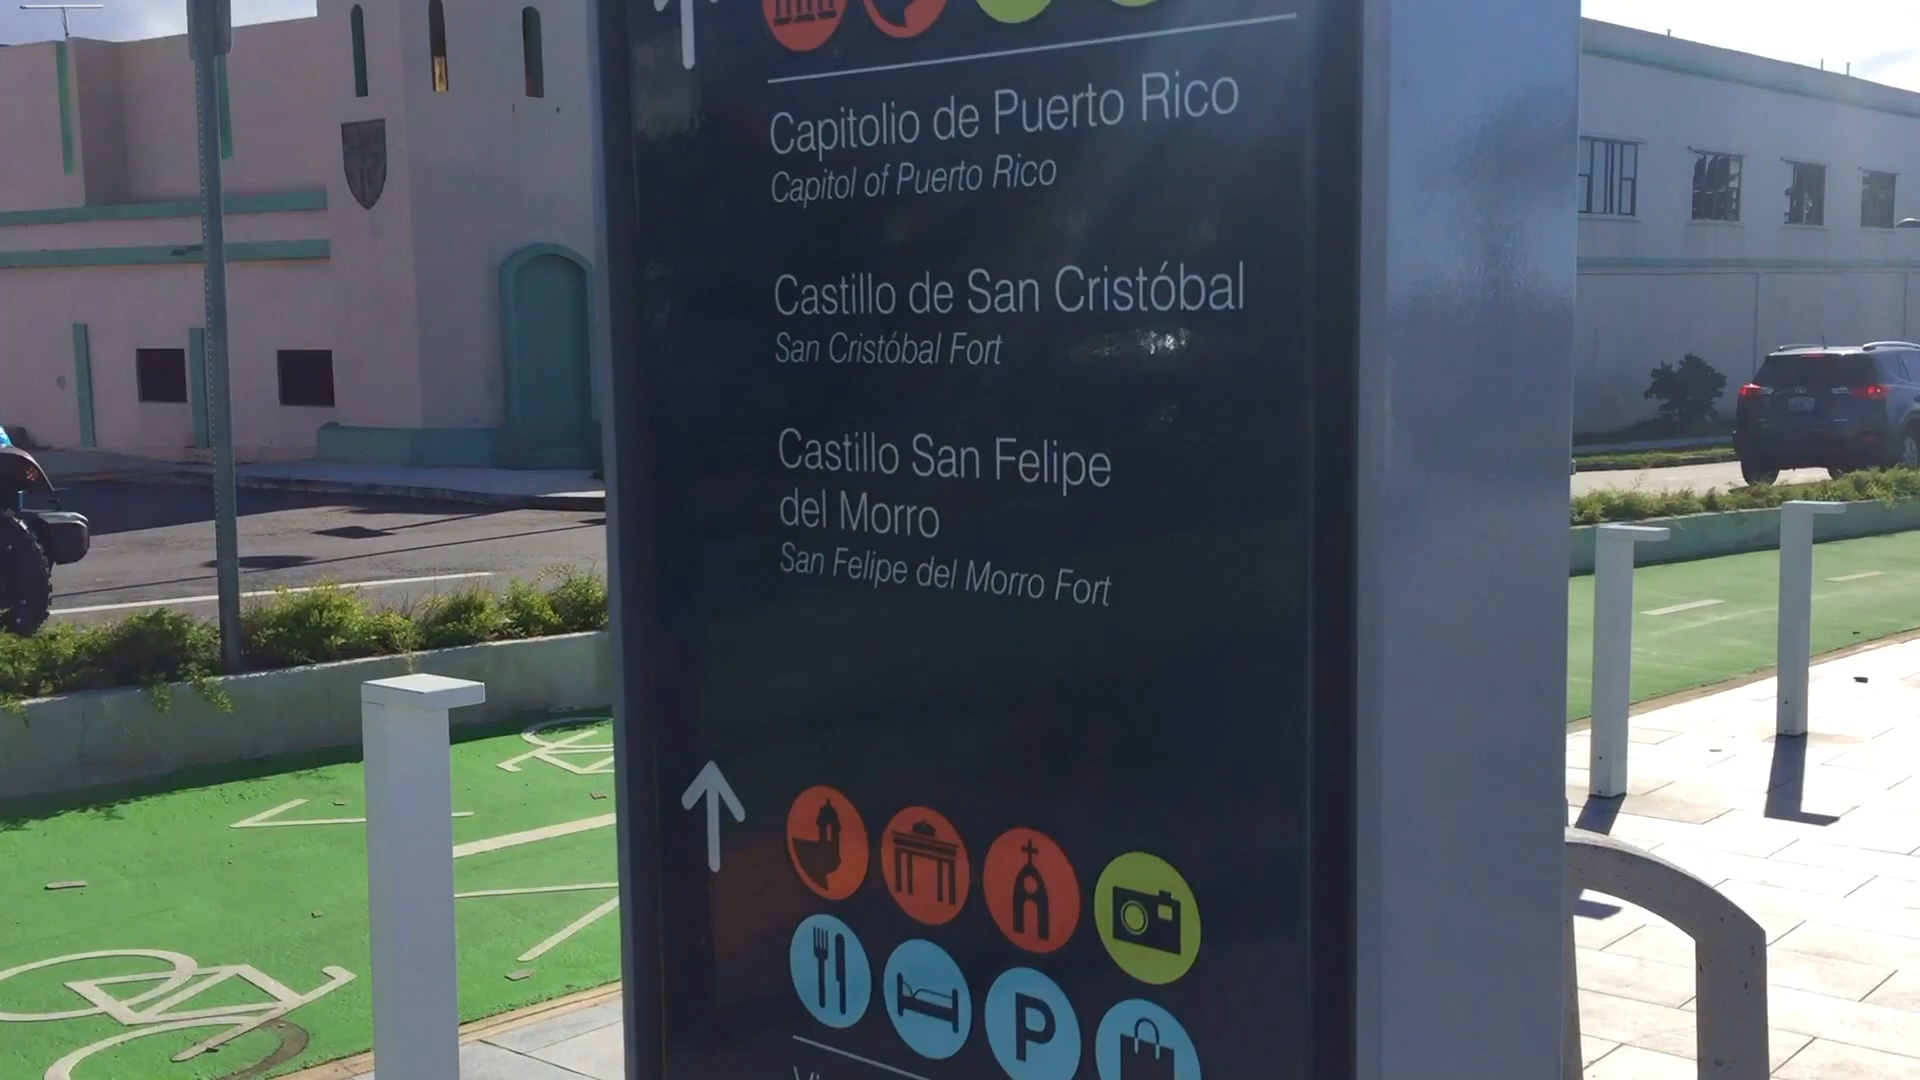 Capitolio de Puerto Rico
Capitol of Puerto Rico
Castillo de San Cristóbal
San Cristóbal Fort
Castillo San Felipe
del Morro
San Felipe del Morro Fort
P